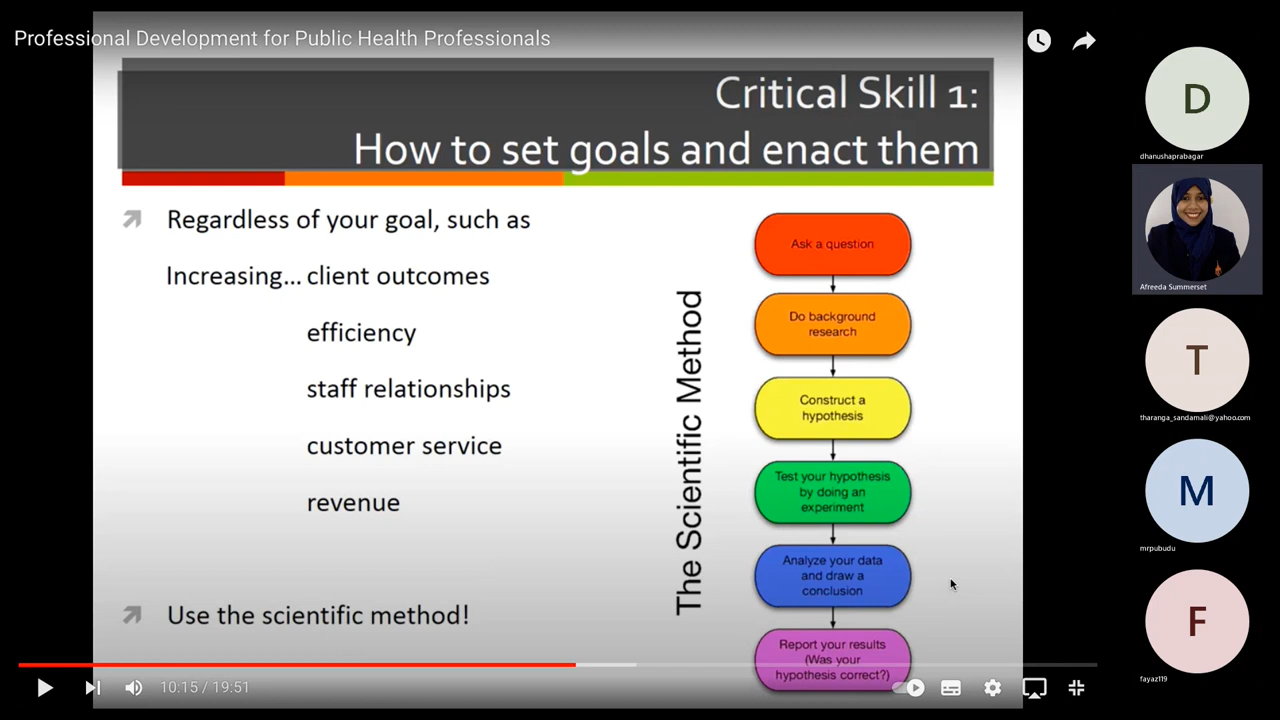 Professional Development for Public Health Professionals
Critical Skill 1:
How to set goals and enact them
Regardless of your goal, such as
Increasing... client outcomes
efficiency
staff relationships
customer service
revenue
Use the scientific method!
The Scientific Method
Ask a question
Do background
research
Construct a
hypothesis
Test your hypothesis
by doing an
experiment
Analyze your data
and draw a
conclusion
Report your results
(Was your
hypothesis correct?)
10:15 / 19:51
D
dhanushaprabagar
Afreeda Summerset
T
tharanga_sandamali@yahoo.com
M
mrpubudu
F
fayaz119